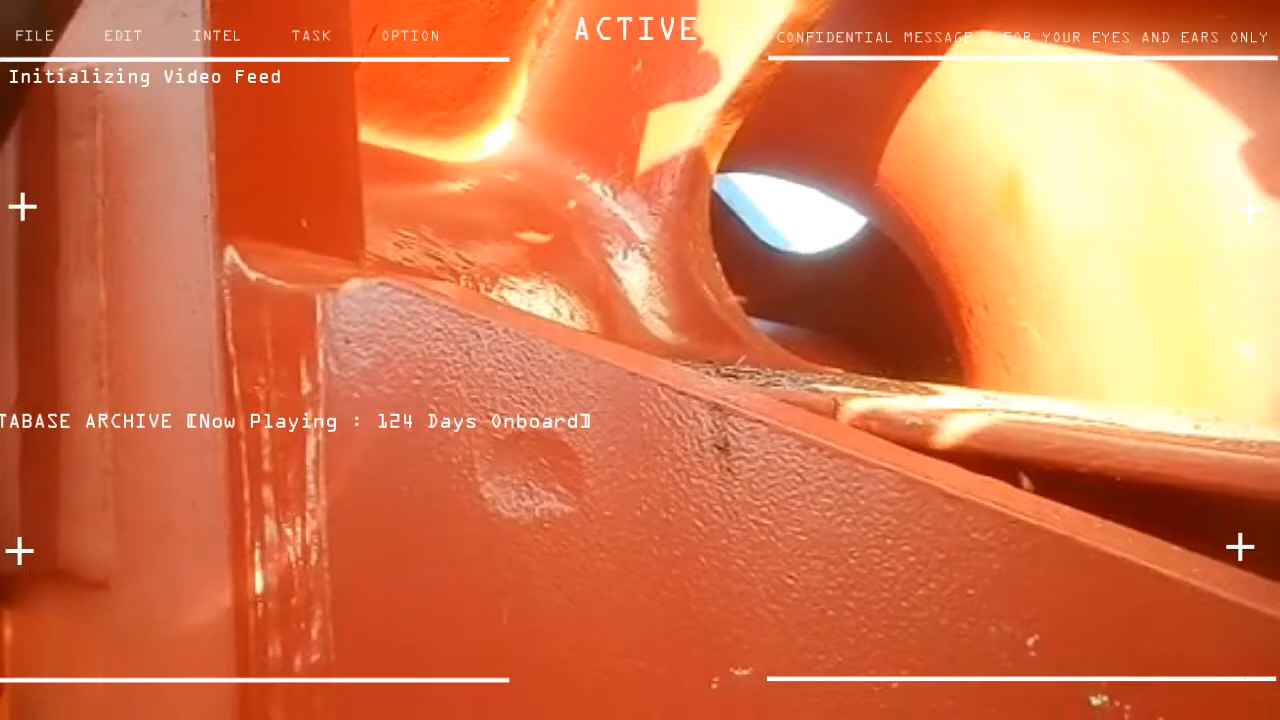 FILE EDIT INTEL TASK OPTION
ACTIVE
CONFIDENTIAL MESSAGE : FOR YOUR EYES AND EARS ONLY
Initializing Video Feed
TABASE ARCHIVE [Now Playing : 124 Days Onboard]